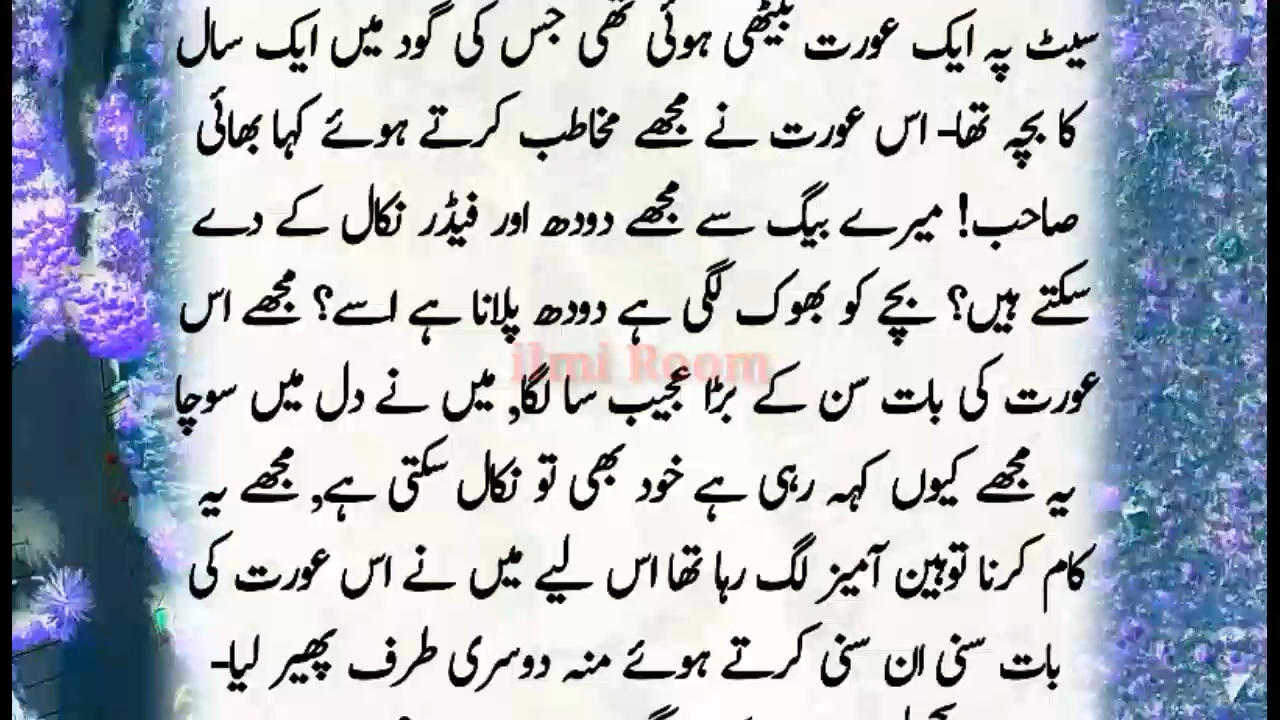 سیٹ پہ ایک عورت بیٹھی ہوئی تھی جس کی گود میں ایک سال
کا بچہ تھا۔ اس عورت نے مجھے مخاطب کرتے ہوئے کہا بھائی
صاحب! میرے بیگ سے مجھے دودھ اور فیڈر نکال کے دے
سکتے ہیں؟ بچے کو بھوک لگی ہے دودھ پلانا ہے اسے؟ مجھے اس
ilmi Room
عورت کی بات سن کے بڑا عجیب سا لگا, میں نے دل میں سوچا
یہ مجھے کیوں کہہ رہی ہے خود بھی تو نکال سکتی ہے, مجھے یہ
کام کرنا توہین آمیز لگ رہا تھا اس لیے میں نے اس عورت کی
بات سنی ان سنی کرتے ہوئے منہ دوسری طرف پھیر لیا۔